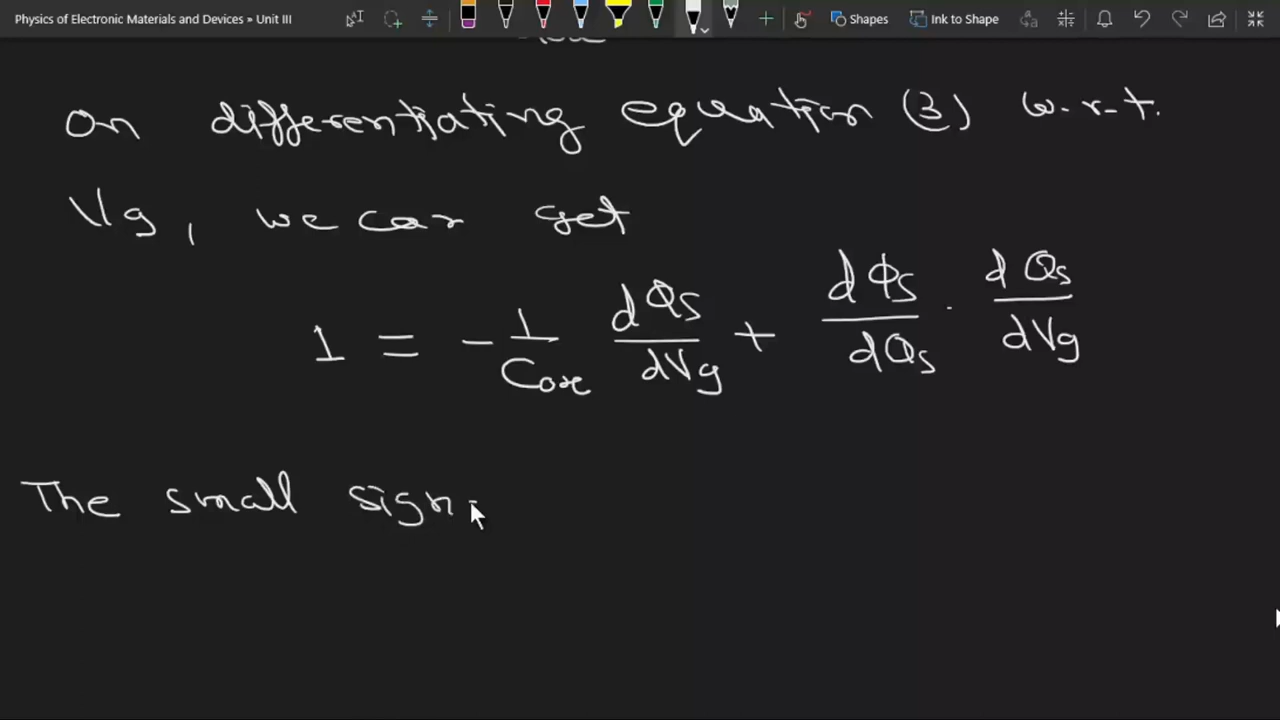 Physics of Electronic Materials and Devices » Unit III
Shapes
Ink to Shape
On differentiating equation (3) w.r.t.
Vg, we can get
1 = - 1/Cox dQs/dVg + dφs/dQs . dQs/dVg
The small sign